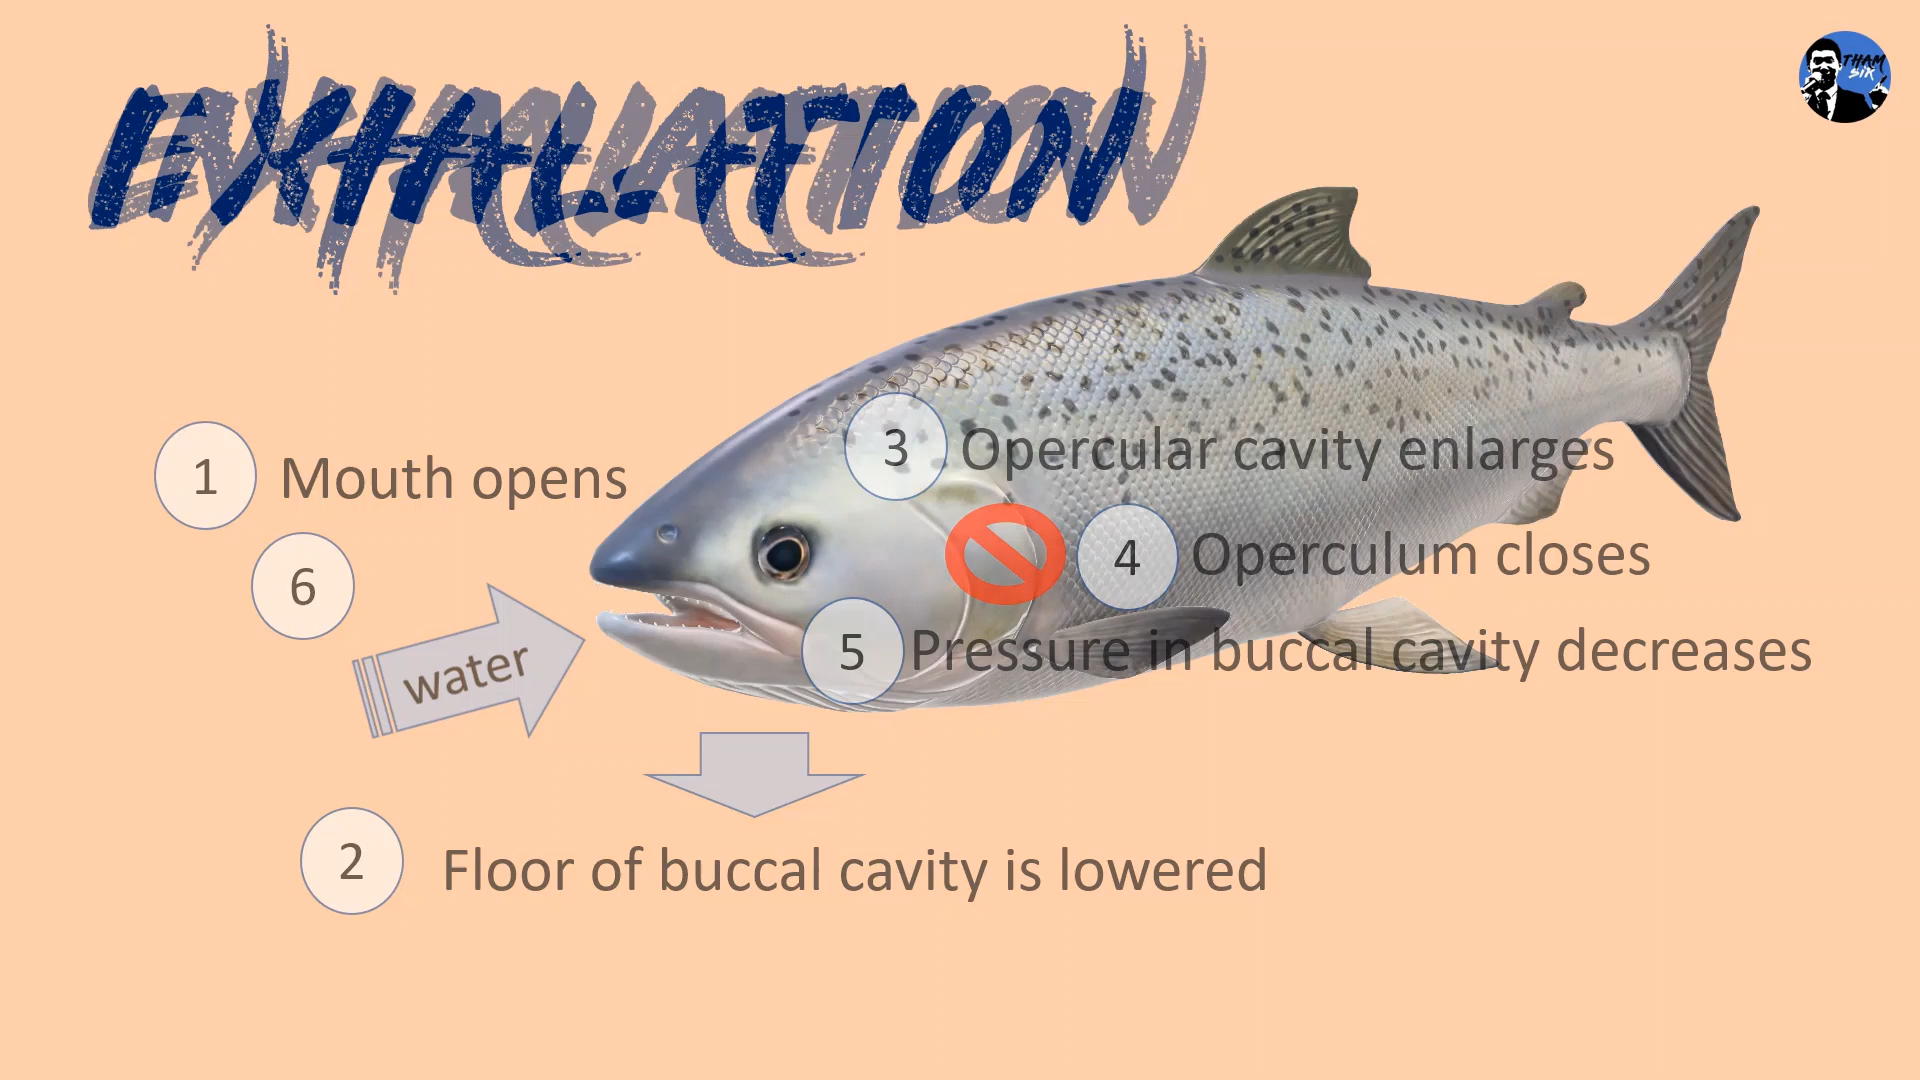 EXHALATION
THAM
3 Opercular cavity enlarges
1 Mouth opens
4 Operculum closes
6
5 Pressure in buccal cavity decreases
water
2 Floor of buccal cavity is lowered